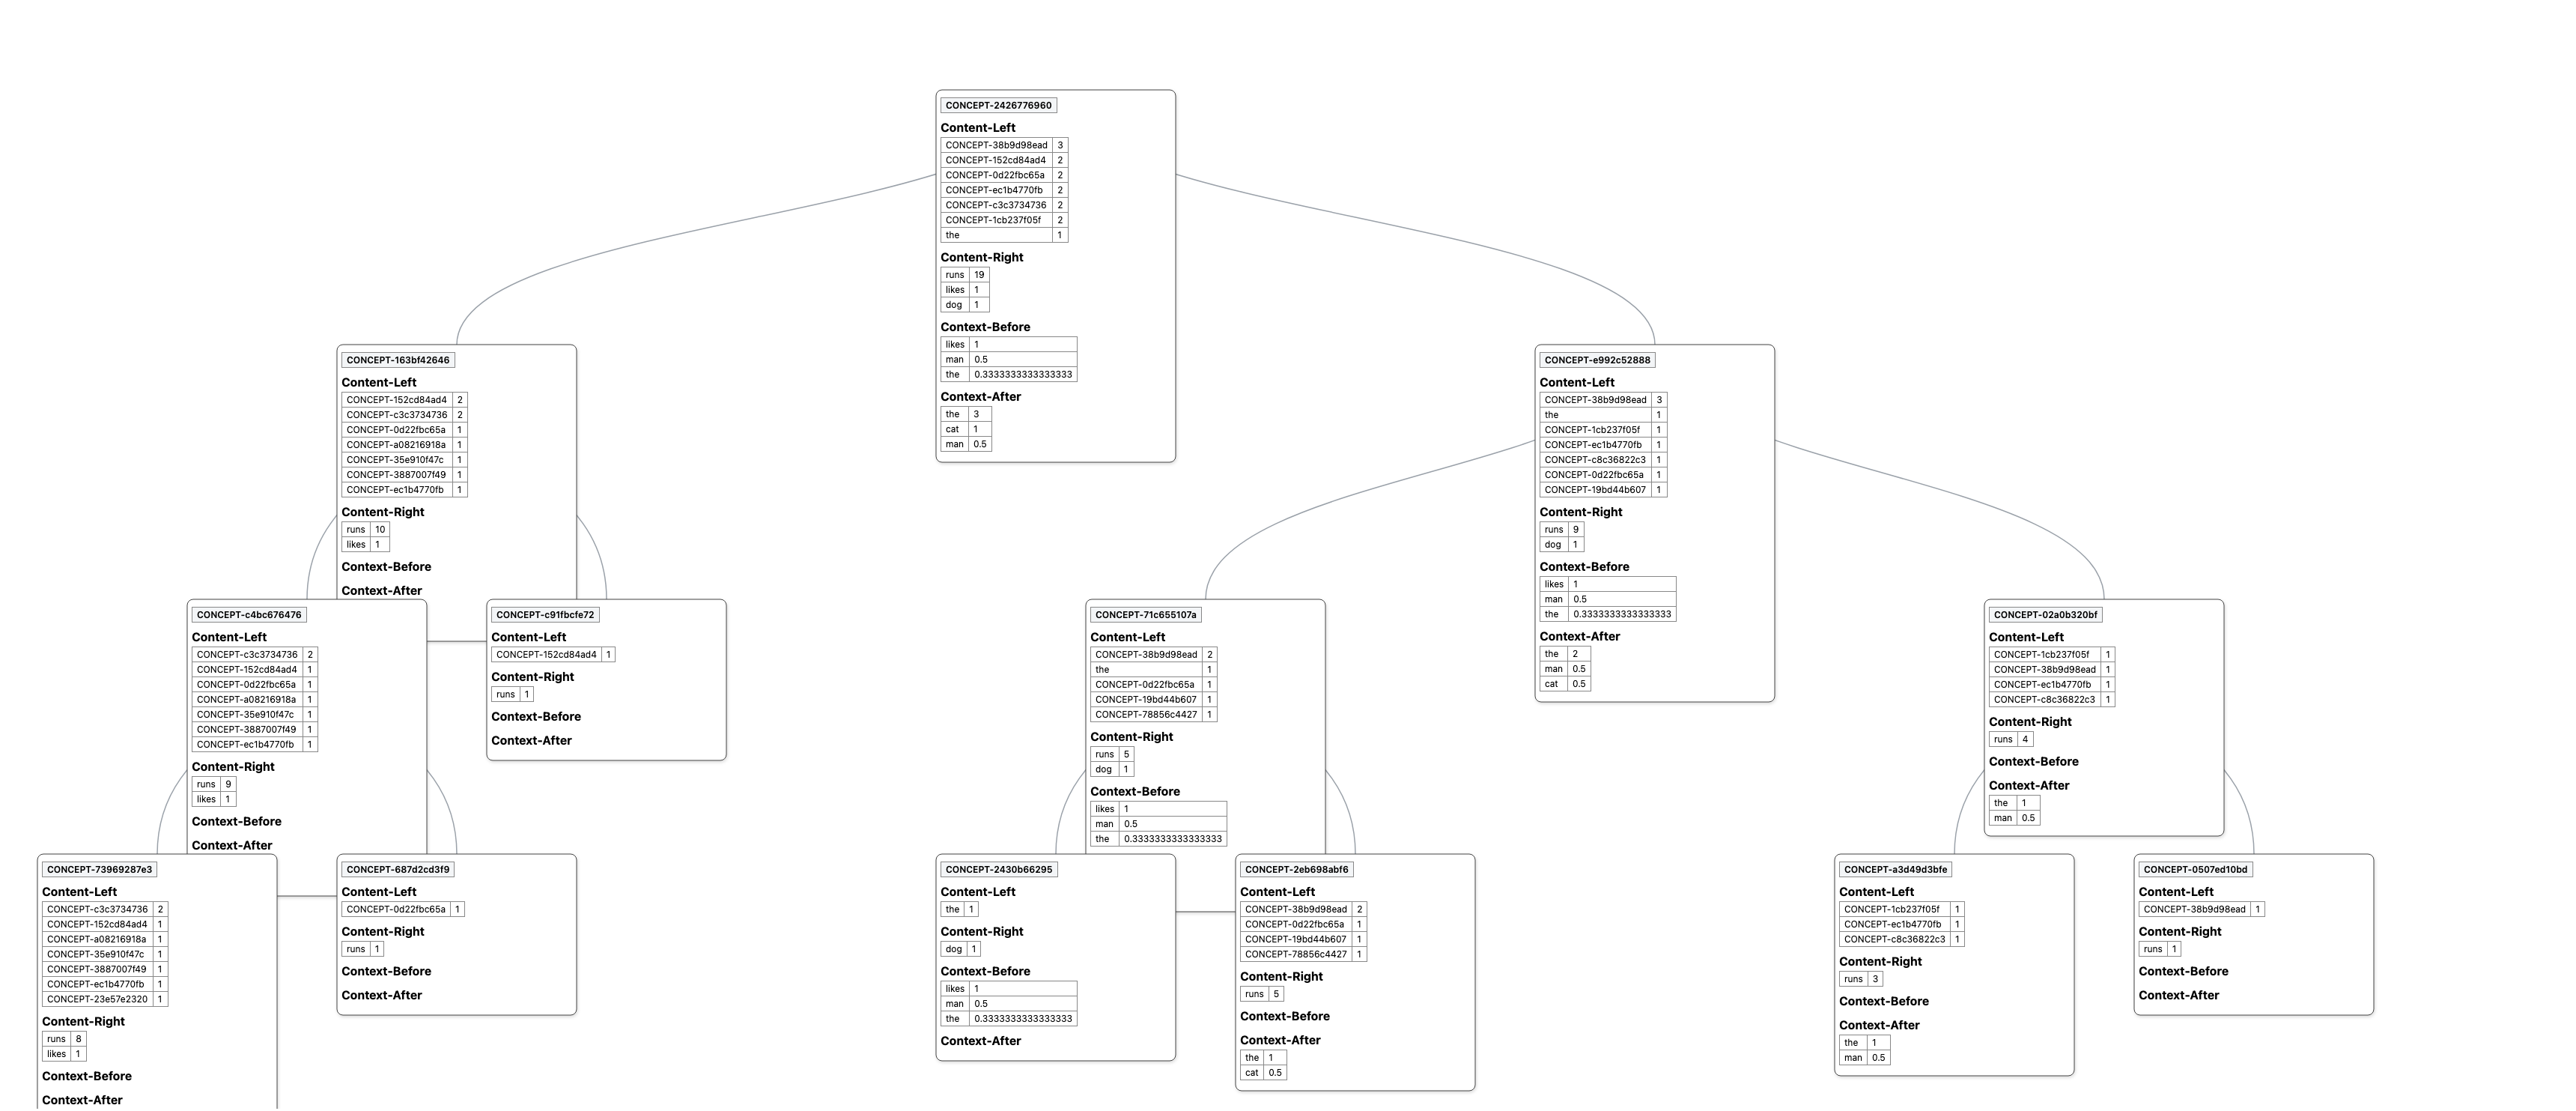 CONCEPT-2426776960
Content-Left
CONCEPT-38b9d98ead 3
CONCEPT-152cd84ad4 2
CONCEPT-0d22fbc65a 2
CONCEPT-ec1b4770fb 2
CONCEPT-c3c3734736 2
CONCEPT-1cb237f05f 2
the 1
Content-Right
runs 19
likes 1
dog 1
Context-Before
likes 1
man 0.5
the 0.3333333333333333
Context-After
the 3
cat 1
man 0.5
CONCEPT-163bf42646
Content-Left
CONCEPT-152cd84ad4 2
CONCEPT-c3c3734736 2
CONCEPT-0d22fbc65a 1
CONCEPT-a08216918a 1
CONCEPT-35e910f47c 1
CONCEPT-3887007f49 1
CONCEPT-ec1b4770fb 1
Content-Right
runs 10
likes 1
Context-Before
Context-After
CONCEPT-e992c52888
Content-Left
CONCEPT-38b9d98ead 3
the 1
CONCEPT-1cb237f05f 1
CONCEPT-ec1b4770fb 1
CONCEPT-c8c36822c3 1
CONCEPT-0d22fbc65a 1
CONCEPT-19bd44b607 1
Content-Right
runs 9
dog 1
Context-Before
likes 1
man 0.5
the 0.3333333333333333
Context-After
the 2
man 0.5
cat 0.5
CONCEPT-c4bc676476
Content-Left
CONCEPT-c3c3734736 2
CONCEPT-152cd84ad4 1
CONCEPT-0d22fbc65a 1
CONCEPT-a08216918a 1
CONCEPT-35e910f47c 1
CONCEPT-3887007f49 1
CONCEPT-ec1b4770fb 1
Content-Right
runs 9
likes 1
Context-Before
Context-After
CONCEPT-c91fbcfe72
Content-Left
CONCEPT-152cd84ad4 1
Content-Right
runs 1
Context-Before
Context-After
CONCEPT-71c655107a
Content-Left
CONCEPT-38b9d98ead 2
the 1
CONCEPT-0d22fbc65a 1
CONCEPT-19bd44b607 1
CONCEPT-78856c4427 1
Content-Right
runs 5
dog 1
Context-Before
likes 1
man 0.5
the 0.3333333333333333
CONCEPT-02a0b320bf
Content-Left
CONCEPT-1cb237f05f 1
CONCEPT-38b9d98ead 1
CONCEPT-ec1b4770fb 1
CONCEPT-c8c36822c3 1
Content-Right
runs 4
Context-Before
Context-After
the 1
man 0.5
CONCEPT-73969287e3
Content-Left
CONCEPT-c3c3734736 2
CONCEPT-152cd84ad4 1
CONCEPT-a08216918a 1
CONCEPT-35e910f47c 1
CONCEPT-3887007f49 1
CONCEPT-ec1b4770fb 1
CONCEPT-23e57e2320 1
Content-Right
runs 8
likes 1
Context-Before
Context-After
CONCEPT-687d2cd3f9
Content-Left
CONCEPT-0d22fbc65a 1
Content-Right
runs 1
Context-Before
Context-After
CONCEPT-2430b66295
Content-Left
the 1
Content-Right
dog 1
Context-Before
likes 1
man 0.5
the 0.3333333333333333
Context-After
CONCEPT-2eb698abf6
Content-Left
CONCEPT-38b9d98ead 2
CONCEPT-0d22fbc65a 1
CONCEPT-19bd44b607 1
CONCEPT-78856c4427 1
Content-Right
runs 5
Context-Before
Context-After
the 1
cat 0.5
CONCEPT-a3d49d3bfe
Content-Left
CONCEPT-1cb237f05f 1
CONCEPT-ec1b4770fb 1
CONCEPT-c8c36822c3 1
Content-Right
runs 3
Context-Before
Context-After
the 1
man 0.5
CONCEPT-0507ed10bd
Content-Left
CONCEPT-38b9d98ead 1
Content-Right
runs 1
Context-Before
Context-After